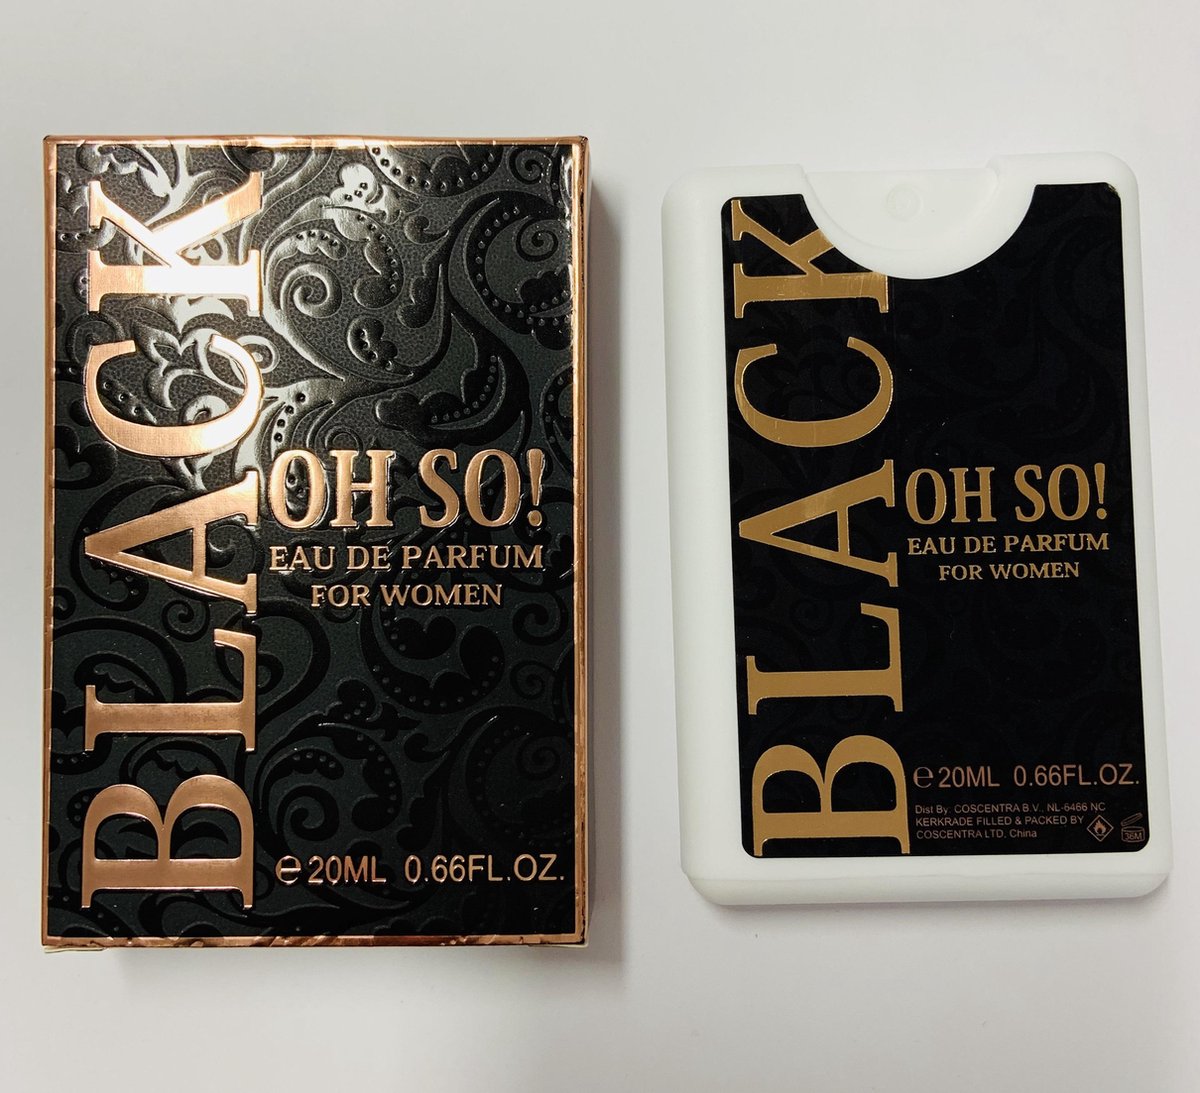 BLACK
OH SO!
EAU DE PARFUM
FOR WOMEN
℮ 20ML 0.66FL.OZ.
BLACK
OH SO!
EAU DE PARFUM
FOR WOMEN
℮ 20ML 0.66FL.OZ.
Dist By: COSCENTRA B.V., NL-6466 NC
KERKRADE FILLED & PACKED BY
COSCENTRA LTD. China
36M